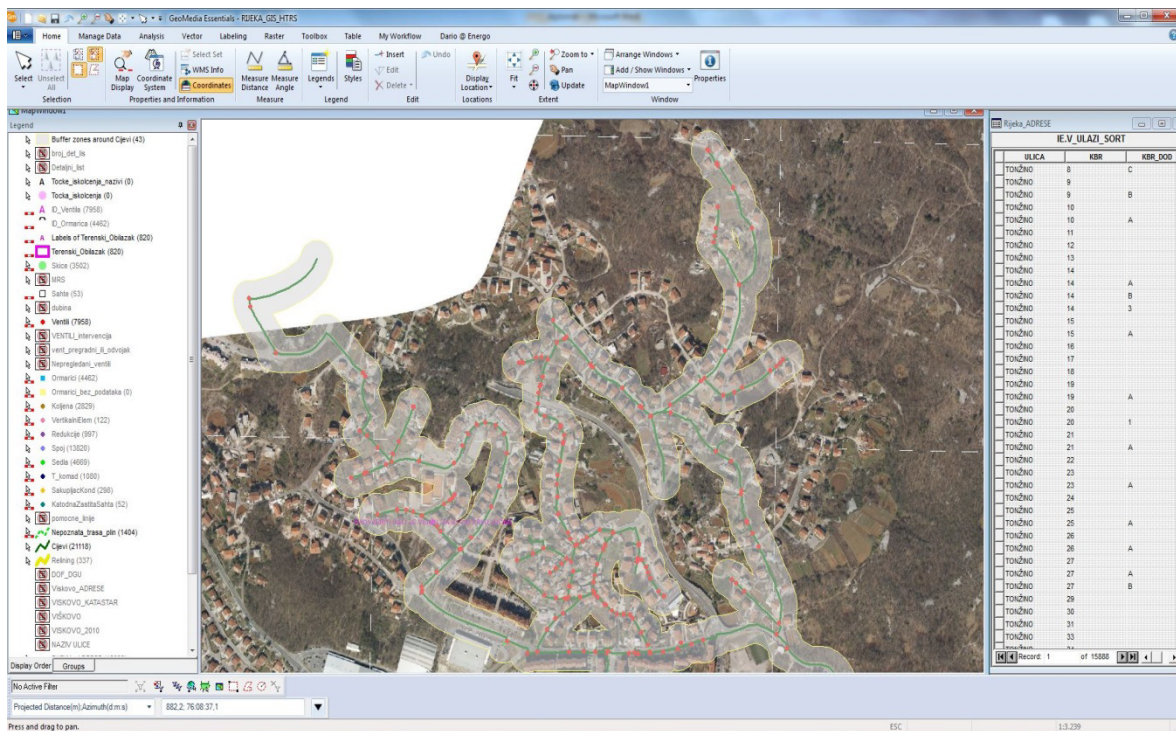 GeoMedia Essentials - RIJEKA_GIS_HTRS
Home Manage Data Analysis Vector Labeling Raster Toolbox Table My Workflow Dario @ Energo
Select Unselect All
Selection
Map Display Coordinate System
Select Set
WMS Info
Coordinates
Properties and Information
Measure Distance Measure Angle
Measure
Legends Styles
Legend
Insert Undo
Edit
Delete
Edit
Display Location
Locations
Fit Zoom to
Pan
Update
Extent
Arrange Windows
Add / Show Windows
MapWindow1
Properties
Window
MapWindow1
Legend
Buffer zones around Cijevi (43)
broj_det_lis
Detaljni_list
A Tocke_iskolcenja_nazivi (0)
Tocka_iskolcenja (0)
A ID_Ventila (7958)
ID_Ormarica (4462)
A Labels of Terenski_Obilazak (820)
Terenski_Obilazak (820)
Skice (3502)
MRS
Sahte (53)
dubina
Ventili (7958)
VENTILI_intervencija
vent_pregradni_ili_odvojak
Nepregledani_ventili
Ormarici (4462)
Ormarici_bez_podataka (0)
Koljena (2829)
VertikalniElem (122)
Redukcije (997)
Spoj (13820)
Sedla (4669)
T_komad (1080)
SakupljacKond (298)
KatodnaZastitaSahta (52)
pomocne_linije
Nepoznata_trasa_plin (1404)
Cijevi (21118)
Relining (337)
DOF_DGU
Viskovo_ADRESE
VISKOVO_KATASTAR
VIŠKOVO
VISKOVO_2010
NAZIV ULICE
Display Order Groups
Rijeka_ADRESE
IE.V_ULAZI_SORT
ULICA KBR KBR_DOD
TONŽINO 8 C
TONŽINO 9
TONŽINO 9 B
TONŽINO 10
TONŽINO 10 A
TONŽINO 11
TONŽINO 12
TONŽINO 13
TONŽINO 14
TONŽINO 14 A
TONŽINO 14 B
TONŽINO 14 3
TONŽINO 15
TONŽINO 15 A
TONŽINO 16
TONŽINO 17
TONŽINO 18
TONŽINO 19
TONŽINO 19 A
TONŽINO 20
TONŽINO 20 1
TONŽINO 21
TONŽINO 21 A
TONŽINO 22
TONŽINO 23
TONŽINO 23 A
TONŽINO 24
TONŽINO 25
TONŽINO 25 A
TONŽINO 26
TONŽINO 26 A
TONŽINO 27
TONŽINO 27 A
TONŽINO 27 B
TONŽINO 29
TONŽINO 30
TONŽINO 31
TONŽINO 33
Record: 1 of 15888
No Active Filter
Projected Distance(m);Azimuth(d:m:s) 882,2; 76:08:37,1
Press and drag to pan. ESC 1:3.239